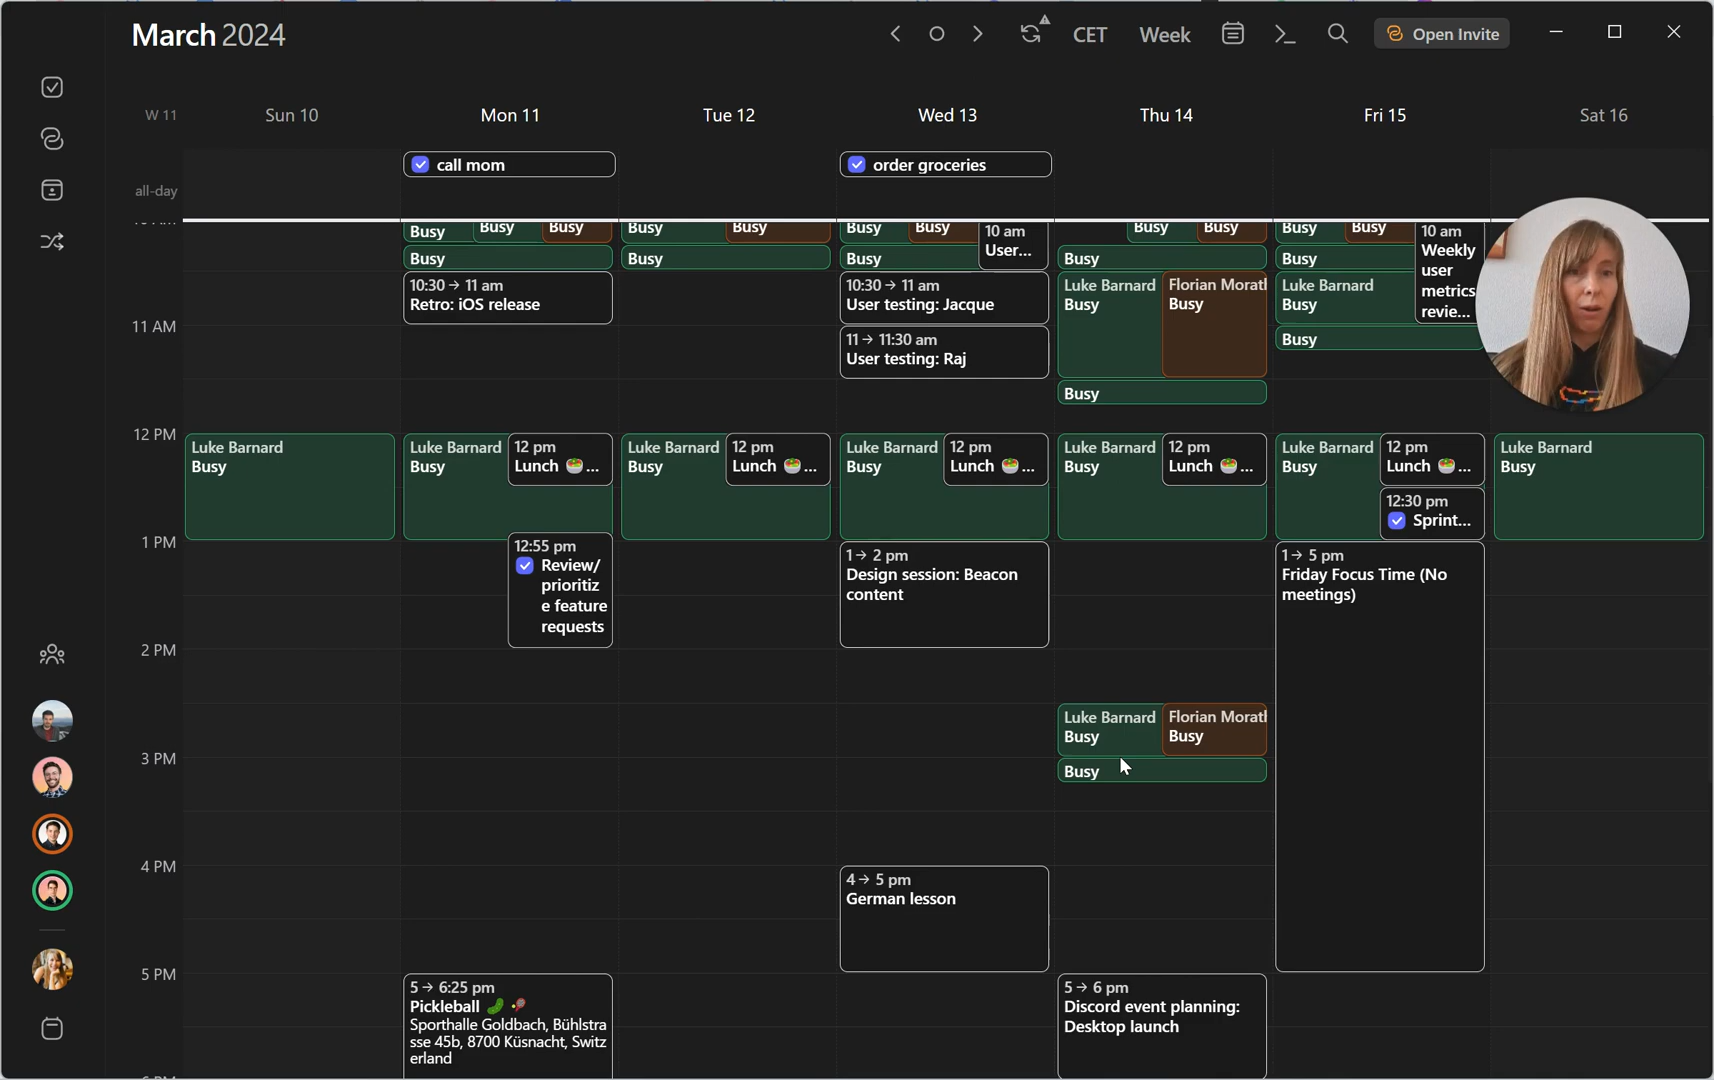 March 2024
CET
Week
Open Invite
W 11
Sun 10
Mon 11
Tue 12
Wed 13
Thu 14
Fri 15
Sat 16
all-day
call mom
order groceries
Busy
Busy
Busy
Busy
Busy
Busy
Busy
Busy
10 am
User...
Busy
Busy
Busy
Busy
10 am
Weekly
user
metrics
revie...
Busy
Busy
Busy
Busy
Busy
10:30 → 11 am
Retro: iOS release
10:30 → 11 am
User testing: Jacque
Luke Barnard
Busy
Florian Morath
Busy
Luke Barnard
Busy
11 AM
11 → 11:30 am
User testing: Raj
Busy
Busy
12 PM
Luke Barnard
Busy
Luke Barnard
Busy
12 pm
Lunch 🥗...
Luke Barnard
Busy
12 pm
Lunch 🥗...
Luke Barnard
Busy
12 pm
Lunch 🥗...
Luke Barnard
Busy
12 pm
Lunch 🥗...
Luke Barnard
Busy
12 pm
Lunch 🥗...
12:30 pm
Sprint...
Luke Barnard
Busy
1 PM
12:55 pm
Review/
prioritiz
e feature
requests
1 → 2 pm
Design session: Beacon
content
1 → 5 pm
Friday Focus Time (No
meetings)
2 PM
Luke Barnard
Busy
Florian Morath
Busy
3 PM
Busy
4 PM
4 → 5 pm
German lesson
5 PM
5 → 6:25 pm
Pickleball 🥒 🏓
Sporthalle Goldbach, Bühlstra
sse 45b, 8700 Küsnacht, Switz
erland
5 → 6 pm
Discord event planning:
Desktop launch